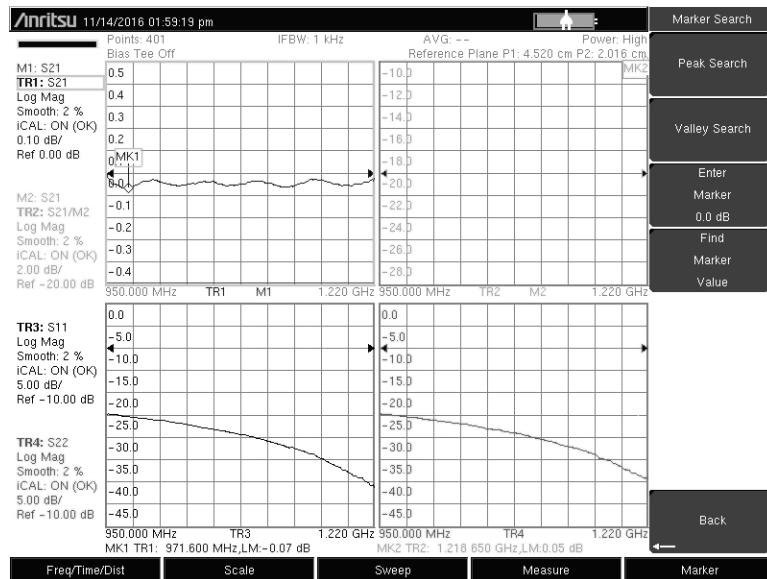 Anritsu 11/14/2016 01:59:19 pm
Marker Search
Points: 401 IFBW: 1 kHz AVG: -- Power: High
Bias Tee Off Reference Plane P1: 4.520 cm P2: 2.016 cm
M1: S21
TR1: S21
Log Mag
Smooth: 2 %
iCAL: ON (OK)
0.10 dB/
Ref 0.00 dB
M2: S21
TR2: S21/M2
Log Mag
Smooth: 2 %
iCAL: ON (OK)
2.00 dB/
Ref -20.00 dB
0.5
0.4
0.3
0.2
MK1
0.0
-0.1
-0.2
-0.3
-0.4
950.000 MHz TR1 M1 1.220 GHz
MK2
-10.0
-12.0
-14.0
-16.0
-18.0
-20.0
-22.0
-24.0
-26.0
-28.0
950.000 MHz TR2 M2 1.220 GHz
TR3: S11
Log Mag
Smooth: 2 %
iCAL: ON (OK)
5.00 dB/
Ref -10.00 dB
TR4: S22
Log Mag
Smooth: 2 %
iCAL: ON (OK)
5.00 dB/
Ref -10.00 dB
0.0
-5.0
-10.0
-15.0
-20.0
-25.0
-30.0
-35.0
-40.0
-45.0
950.000 MHz TR3 1.220 GHz
MK1 TR1: 971.600 MHz,LM:-0.07 dB
0.0
-5.0
-10.0
-15.0
-20.0
-25.0
-30.0
-35.0
-40.0
-45.0
950.000 MHz TR4 1.220 GHz
MK2 TR2: 1.218 650 GHz,LM:0.05 dB
Peak Search
Valley Search
Enter
Marker
0.0 dB
Find
Marker
Value
Back
Freq/Time/Dist Scale Sweep Measure Marker